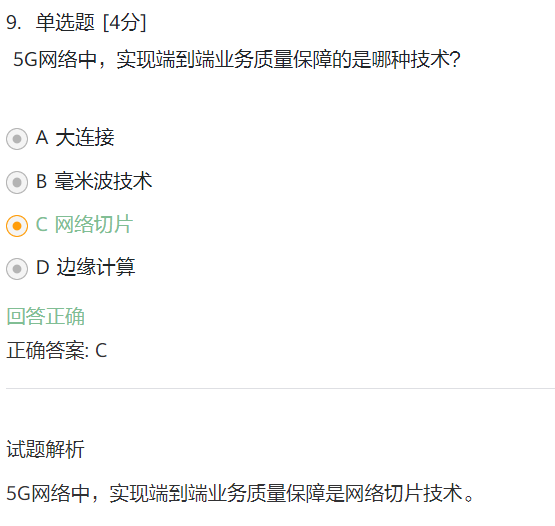 9. 单选题 [4分]
5G网络中，实现端到端业务质量保障的是哪种技术？
A 大连接
B 毫米波技术
C 网络切片
D 边缘计算
回答正确
正确答案: C
试题解析
5G网络中，实现端到端业务质量保障是网络切片技术。